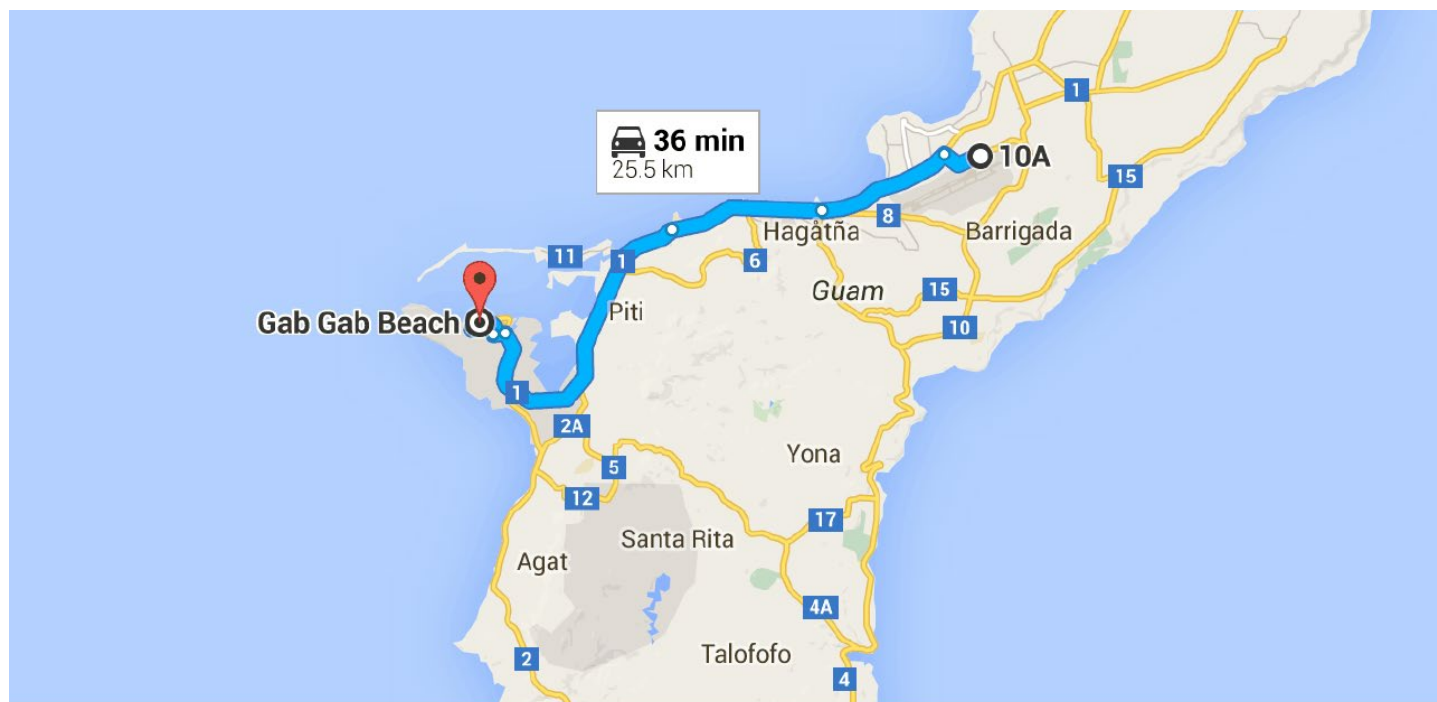 1
36 min
25.5 km
10A
15
8
Hagåtña
Barrigada
11
1
6
Guam
15
Piti
Gab Gab Beach
10
1
2A
Yona
5
12
17
Santa Rita
Agat
4A
Talofofo
2
4